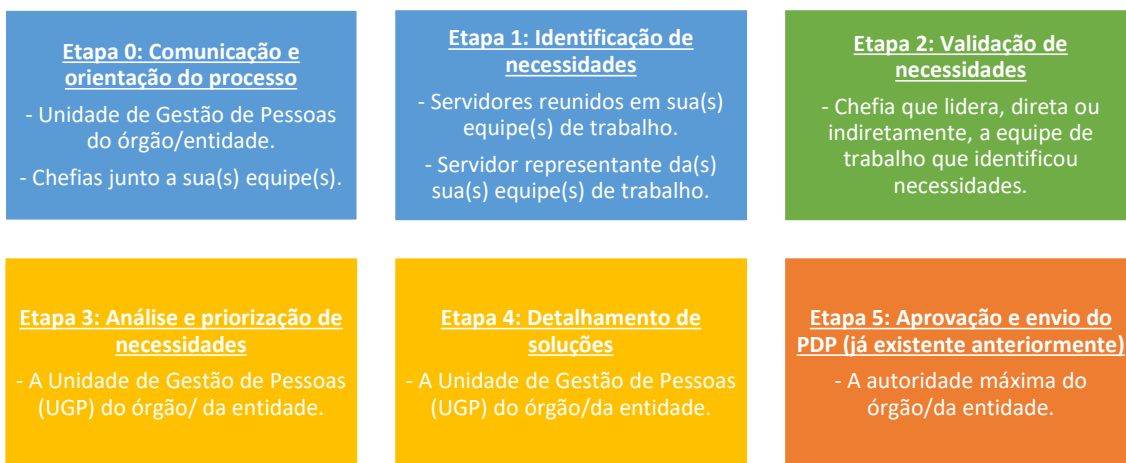 Etapa 0: Comunicação e
orientação do processo
- Unidade de Gestão de Pessoas
do órgão/entidade.
- Chefias junto a sua(s) equipe(s).
Etapa 1: Identificação de
necessidades
- Servidores reunidos em sua(s)
equipe(s) de trabalho.
- Servidor representante da(s)
sua(s) equipe(s) de trabalho.
Etapa 2: Validação de
necessidades
- Chefia que lidera, direta ou
indiretamente, a equipe de
trabalho que identificou
necessidades.
Etapa 3: Análise e priorização de
necessidades
- A Unidade de Gestão de Pessoas
(UGP) do órgão/ da entidade.
Etapa 4: Detalhamento de
soluções
- A Unidade de Gestão de Pessoas
(UGP) do órgão/da entidade.
Etapa 5: Aprovação e envio do
PDP (já existente anteriormente)
- A autoridade máxima do
órgão/da entidade.